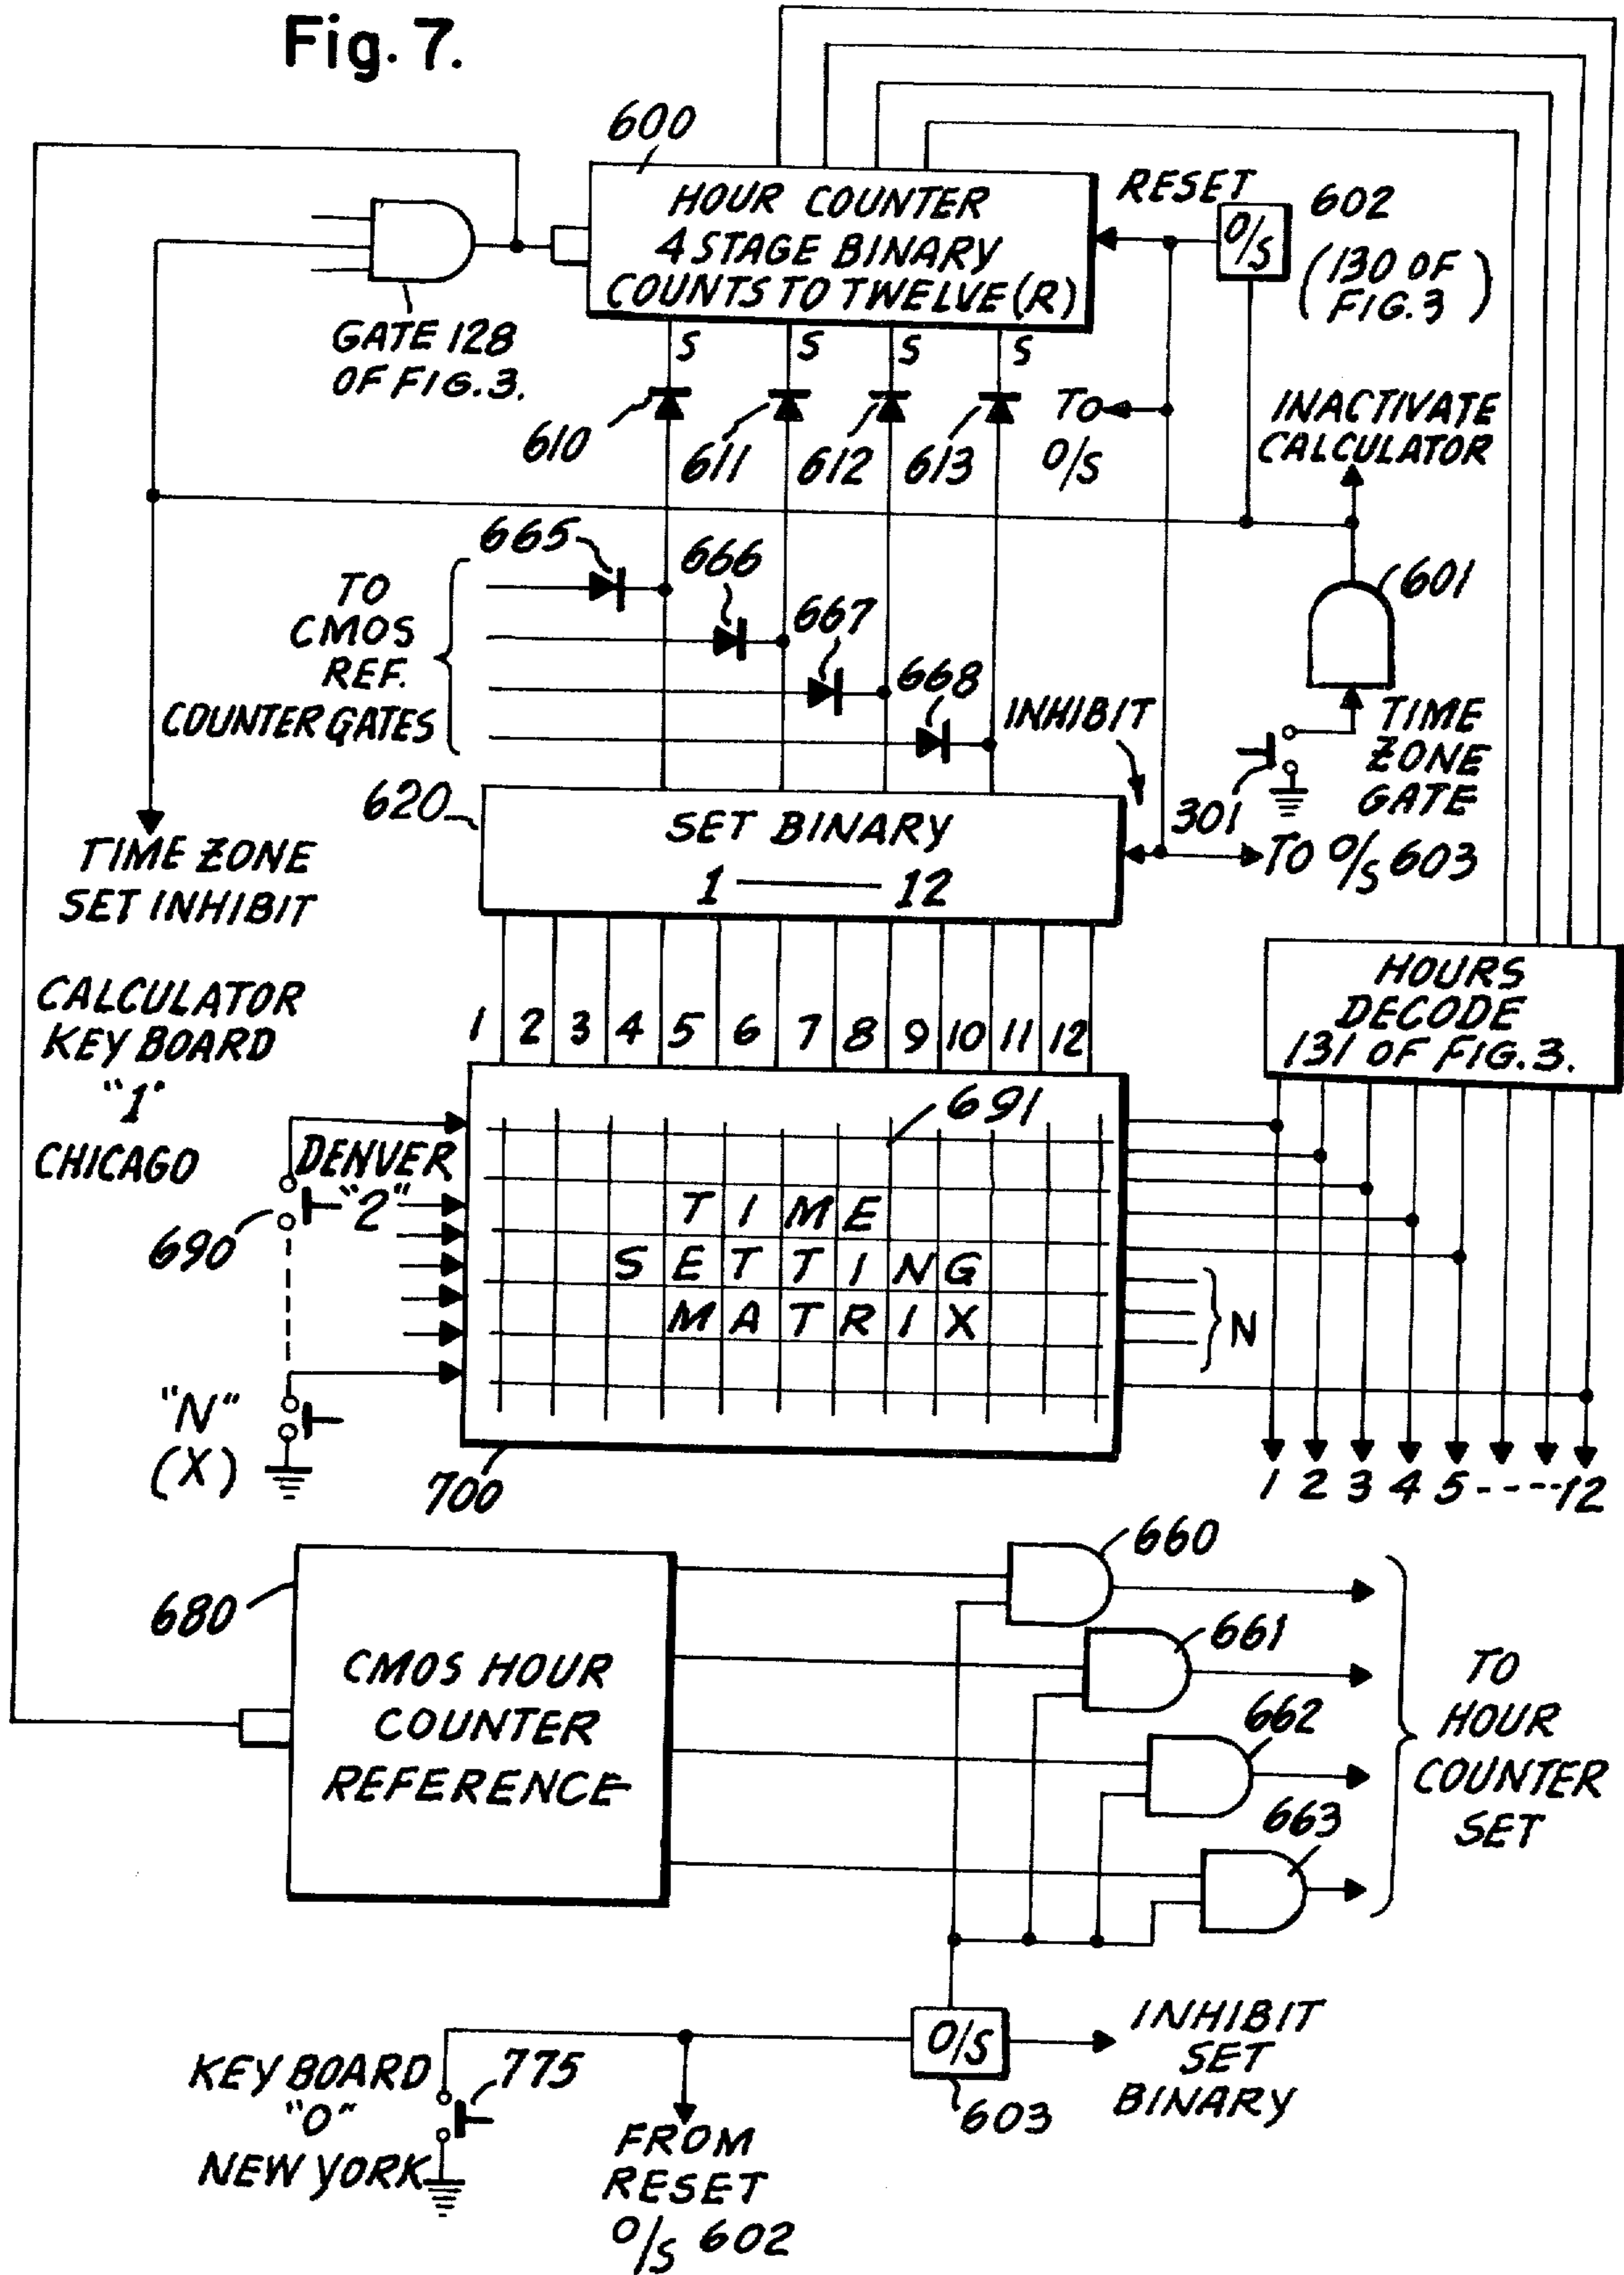 Fig. 7.
600
HOUR COUNTER
4 STAGE BINARY
COUNTS TO TWELVE (R)
RESET
O/S
602
(130 OF
FIG. 3)
GATE 128
OF FIG. 3.
S
S
S
S
610
611
612
613
TO
O/S
INACTIVATE
CALCULATOR
665
666
667
668
TO
CMOS
REF.
COUNTER GATES
601
INHIBIT
TIME
ZONE
GATE
301
620
SET BINARY
1 — 12
TO O/S 603
TIME ZONE
SET INHIBIT
HOURS
DECODE
131 OF FIG. 3.
CALCULATOR
KEY BOARD
"1"
CHICAGO
1 2 3 4 5 6 7 8 9 10 11 12
691
DENVER
"2"
690
TIME
SETTING
MATRIX
N
"N"
(X)
700
1 2 3 4 5 ---- 12
660
661
662
663
680
CMOS HOUR
COUNTER
REFERENCE
TO
HOUR
COUNTER
SET
O/S
603
INHIBIT
SET
BINARY
KEY BOARD
"0"
NEW YORK
775
FROM
RESET
O/S 602